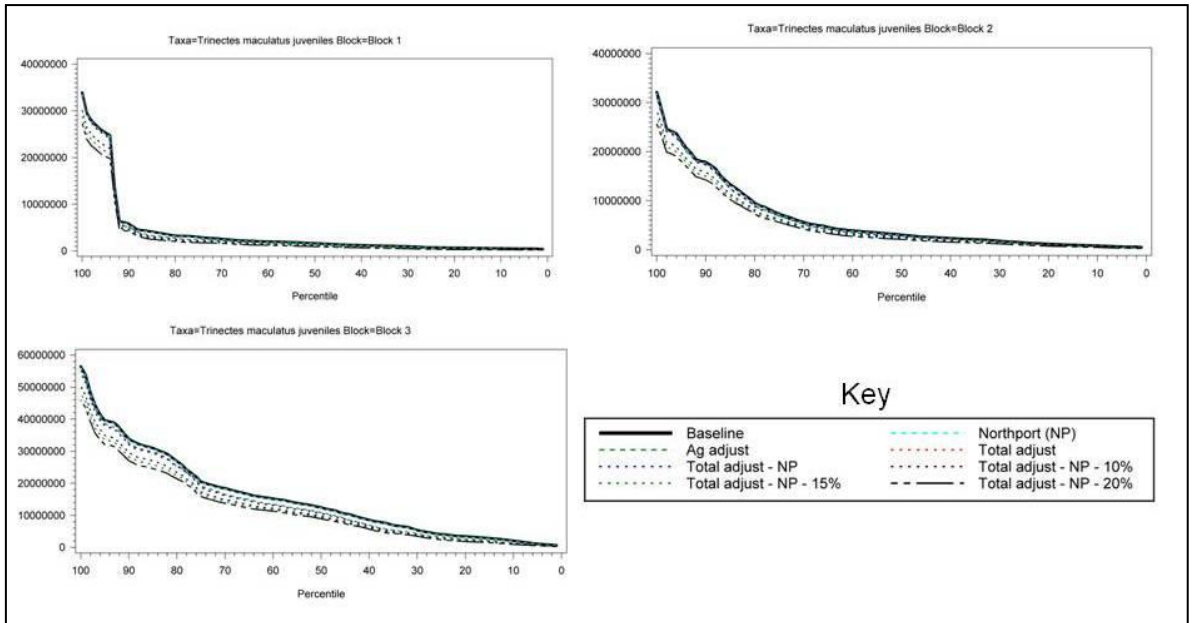 Taxa=Trinectes maculatus juveniles Block=Block 1
40000000
30000000
20000000
10000000
0
100 90 80 70 60 50 40 30 20 10 0
Percentile
Taxa=Trinectes maculatus juveniles Block=Block 2
40000000
30000000
20000000
10000000
0
100 90 80 70 60 50 40 30 20 10 0
Percentile
Taxa=Trinectes maculatus juveniles Block=Block 3
60000000
50000000
40000000
30000000
20000000
10000000
0
100 90 80 70 60 50 40 30 20 10 0
Percentile
Key
Baseline
Northport (NP)
Ag adjust
Total adjust
Total adjust - NP
Total adjust - NP - 10%
Total adjust - NP - 15%
Total adjust - NP - 20%